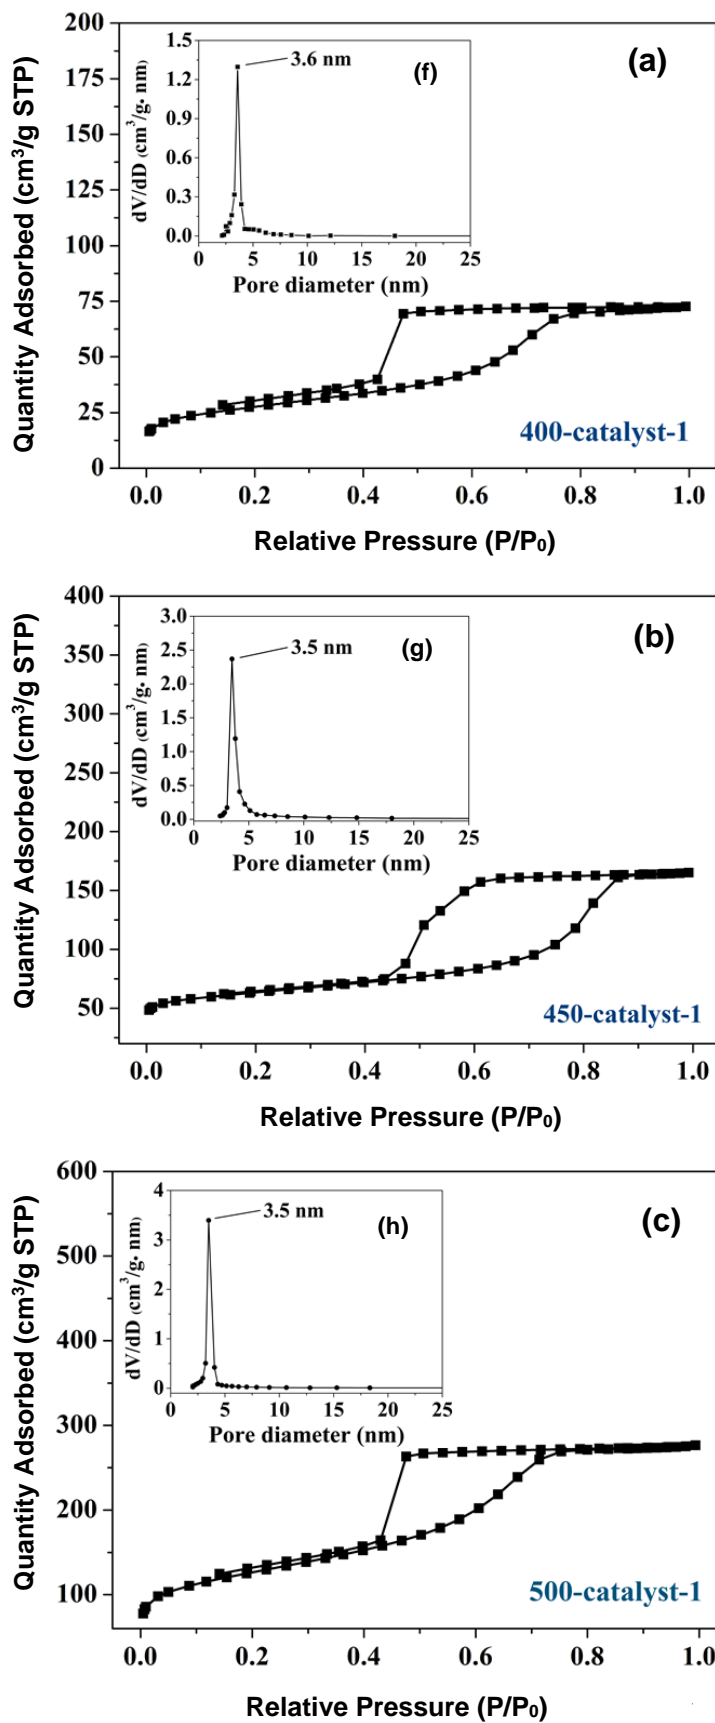 200
175
150
125
100
75
50
25
0
Quantity Adsorbed (cm³/g STP)
(a)
1.5
1.2
0.9
0.6
0.3
0.0
dV/dD (cm³/g• nm)
3.6 nm
(f)
0 5 10 15 20 25
Pore diameter (nm)
400-catalyst-1
0.0 0.2 0.4 0.6 0.8 1.0
Relative Pressure (P/P₀)
400
350
300
250
200
150
100
50
Quantity Adsorbed (cm³/g STP)
(b)
3.0
2.5
2.0
1.5
1.0
0.5
0.0
dV/dD (cm³/g• nm)
3.5 nm
(g)
0 5 10 15 20 25
Pore diameter (nm)
450-catalyst-1
0.0 0.2 0.4 0.6 0.8 1.0
Relative Pressure (P/P₀)
600
500
400
300
200
100
Quantity Adsorbed (cm³/g STP)
(c)
4
3
2
1
0
dV/dD (cm³/g• nm)
3.5 nm
(h)
0 5 10 15 20 25
Pore diameter (nm)
500-catalyst-1
0.0 0.2 0.4 0.6 0.8 1.0
Relative Pressure (P/P₀)